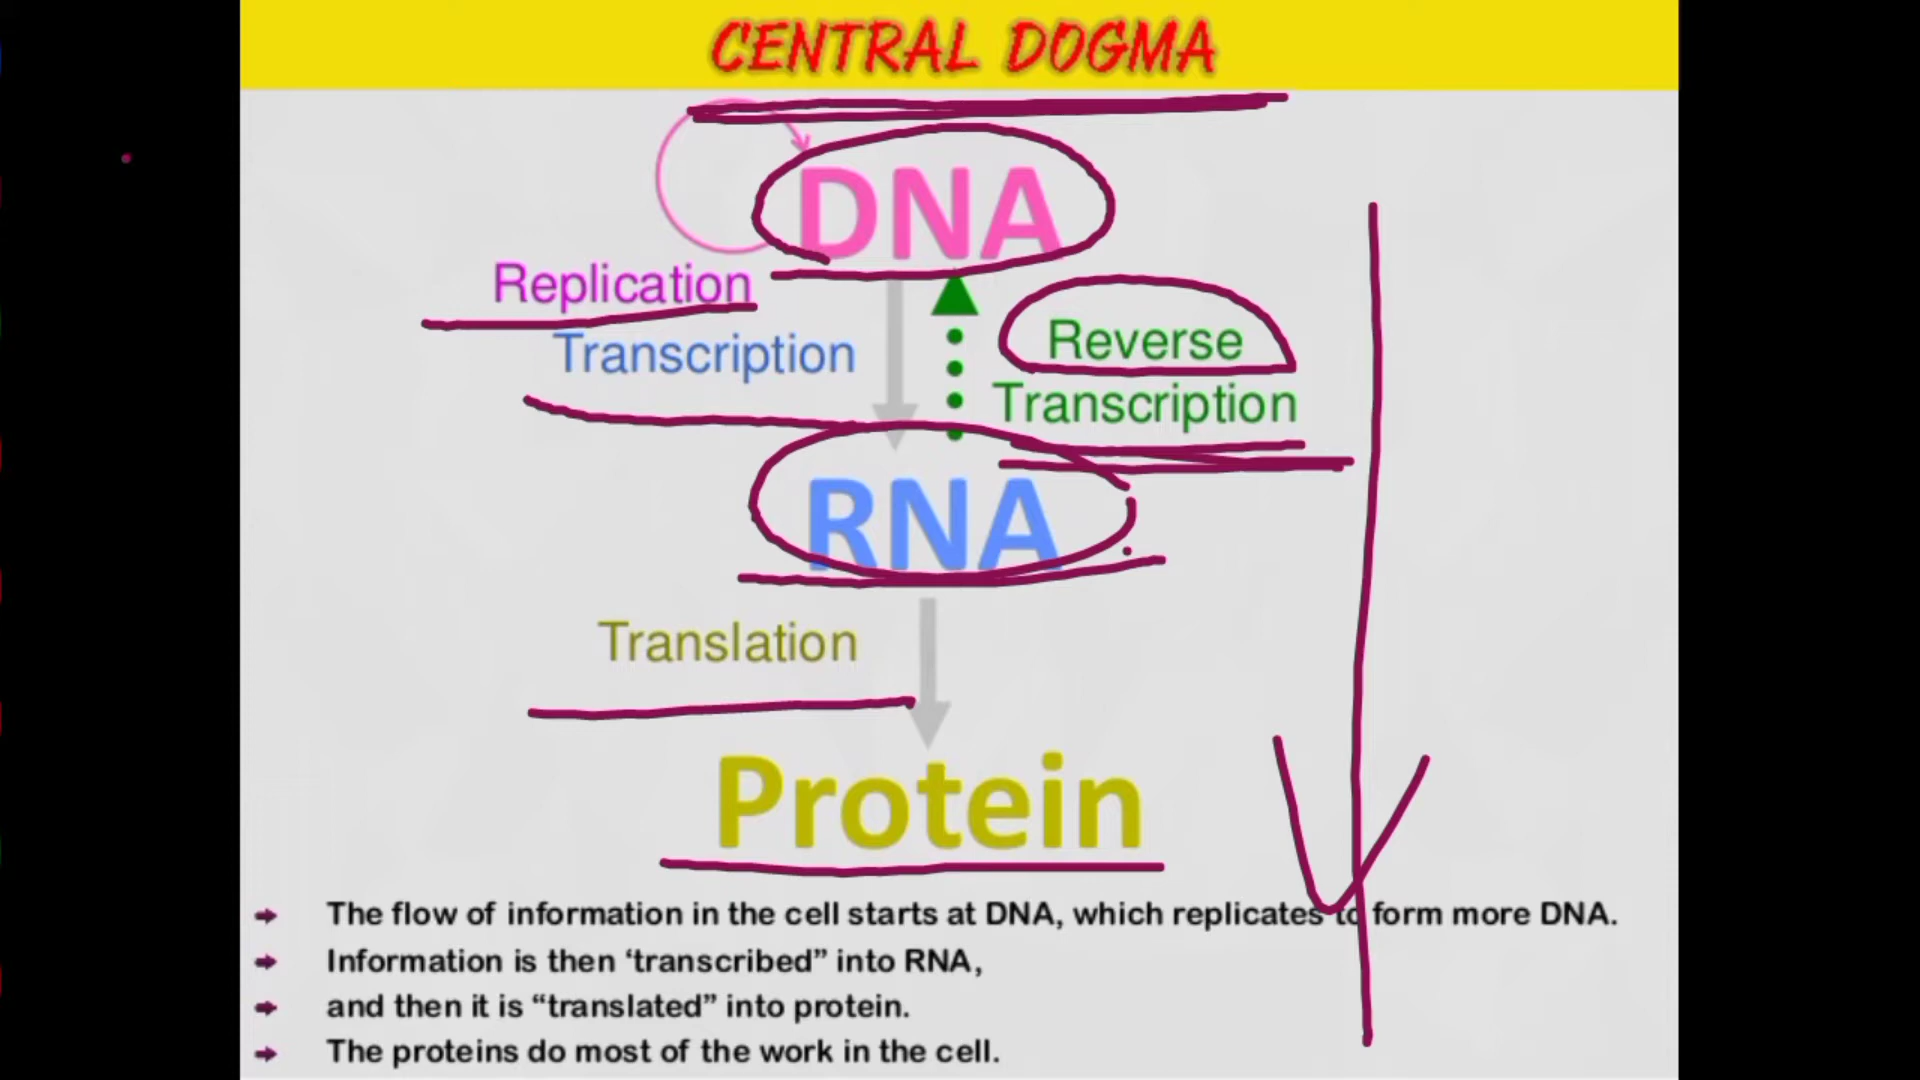 CENTRAL DOGMA
DNA
Replication
Transcription
Reverse
Transcription
RNA
Translation
Protein
The flow of information in the cell starts at DNA, which replicates to form more DNA.
Information is then ‘transcribed” into RNA,
and then it is “translated” into protein.
The proteins do most of the work in the cell.